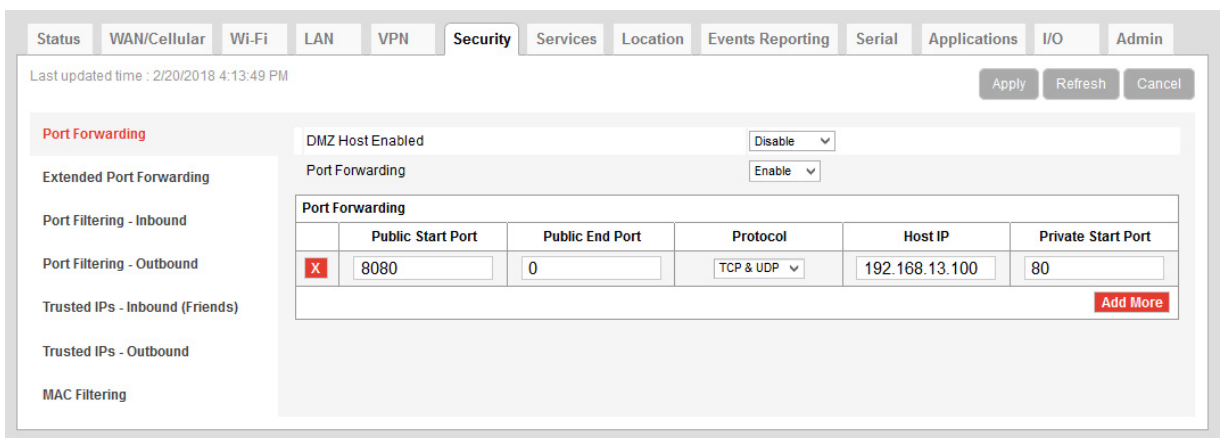 Status WAN/Cellular Wi-Fi LAN VPN Security Services Location Events Reporting Serial Applications I/O Admin
Last updated time : 2/20/2018 4:13:49 PM
Apply Refresh Cancel
Port Forwarding
Extended Port Forwarding
Port Filtering - Inbound
Port Filtering - Outbound
Trusted IPs - Inbound (Friends)
Trusted IPs - Outbound
MAC Filtering
DMZ Host Enabled Disable
Port Forwarding Enable
Port Forwarding
Public Start Port Public End Port Protocol Host IP Private Start Port
X 8080 0 TCP & UDP 192.168.13.100 80
Add More